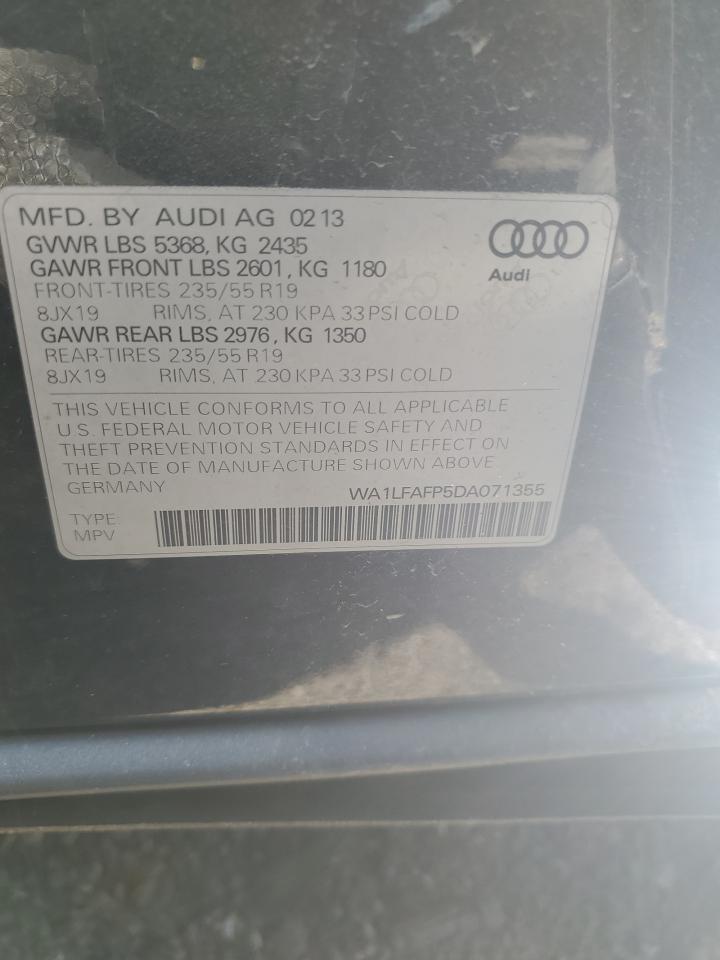 MFD. BY AUDI AG 02 13
GVWR LBS 5368, KG 2435
GAWR FRONT LBS 2601, KG 1180
FRONT-TIRES 235/55 R19
8JX19 RIMS, AT 230 KPA 33 PSI COLD
GAWR REAR LBS 2976, KG 1350
REAR-TIRES 235/55 R19
8JX19 RIMS, AT 230 KPA 33 PSI COLD
Audi
THIS VEHICLE CONFORMS TO ALL APPLICABLE
U.S. FEDERAL MOTOR VEHICLE SAFETY AND
THEFT PREVENTION STANDARDS IN EFFECT ON
THE DATE OF MANUFACTURE SHOWN ABOVE
GERMANY
WA1LFAFP5DA071355
TYPE:
MPV